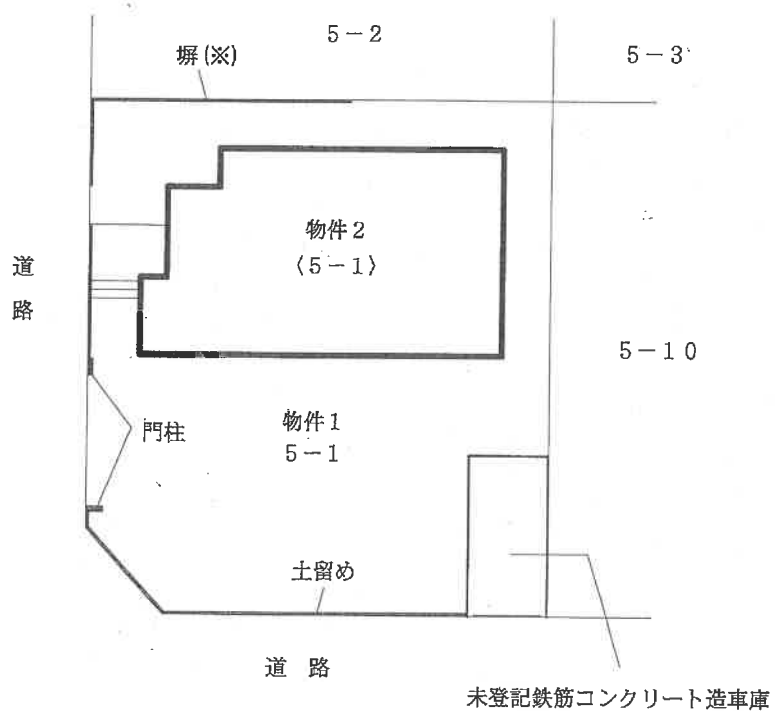 5-2
塀(※)
5-3
物件2
〈5-1〉
道
路
5-10
物件1
5-1
門柱
土留め
道 路
未登記鉄筋コンクリート造車庫